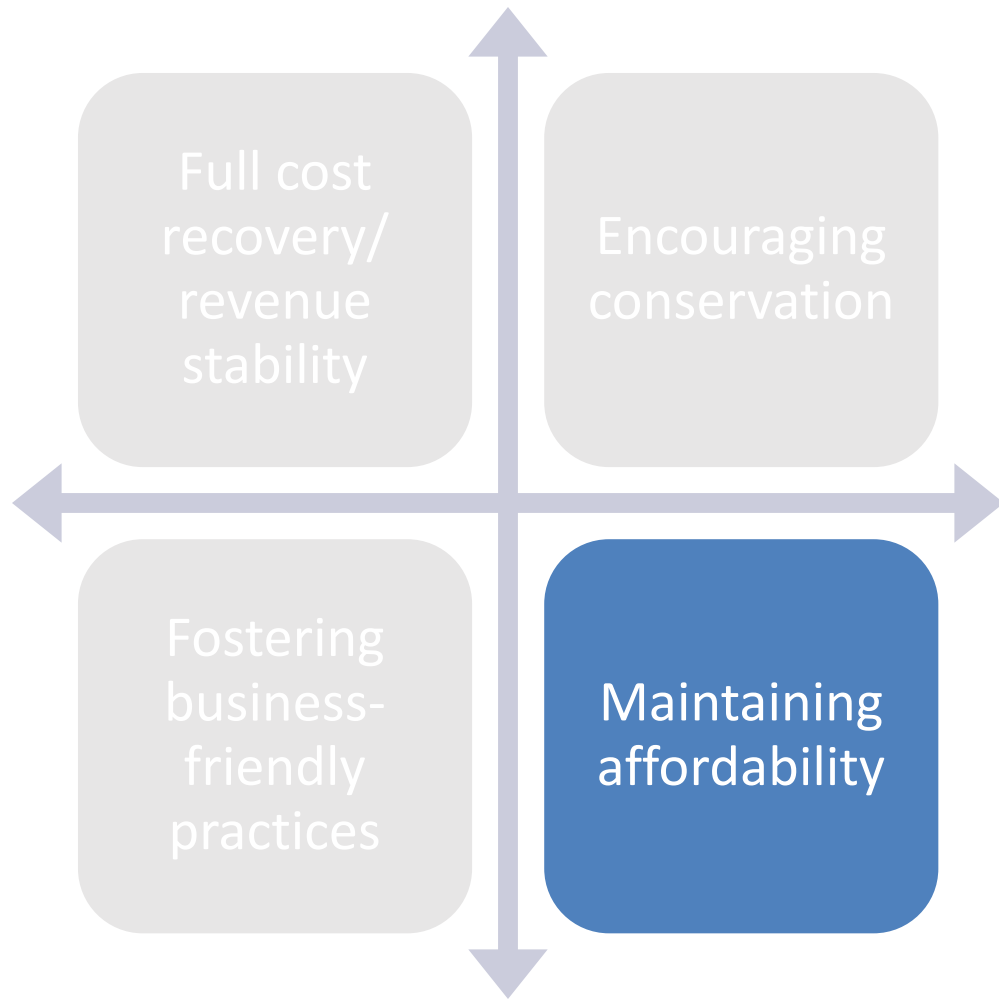 Full cost
recovery/
revenue
stability
Encouraging
conservation
Fostering
business-
friendly
practices
Maintaining
affordability